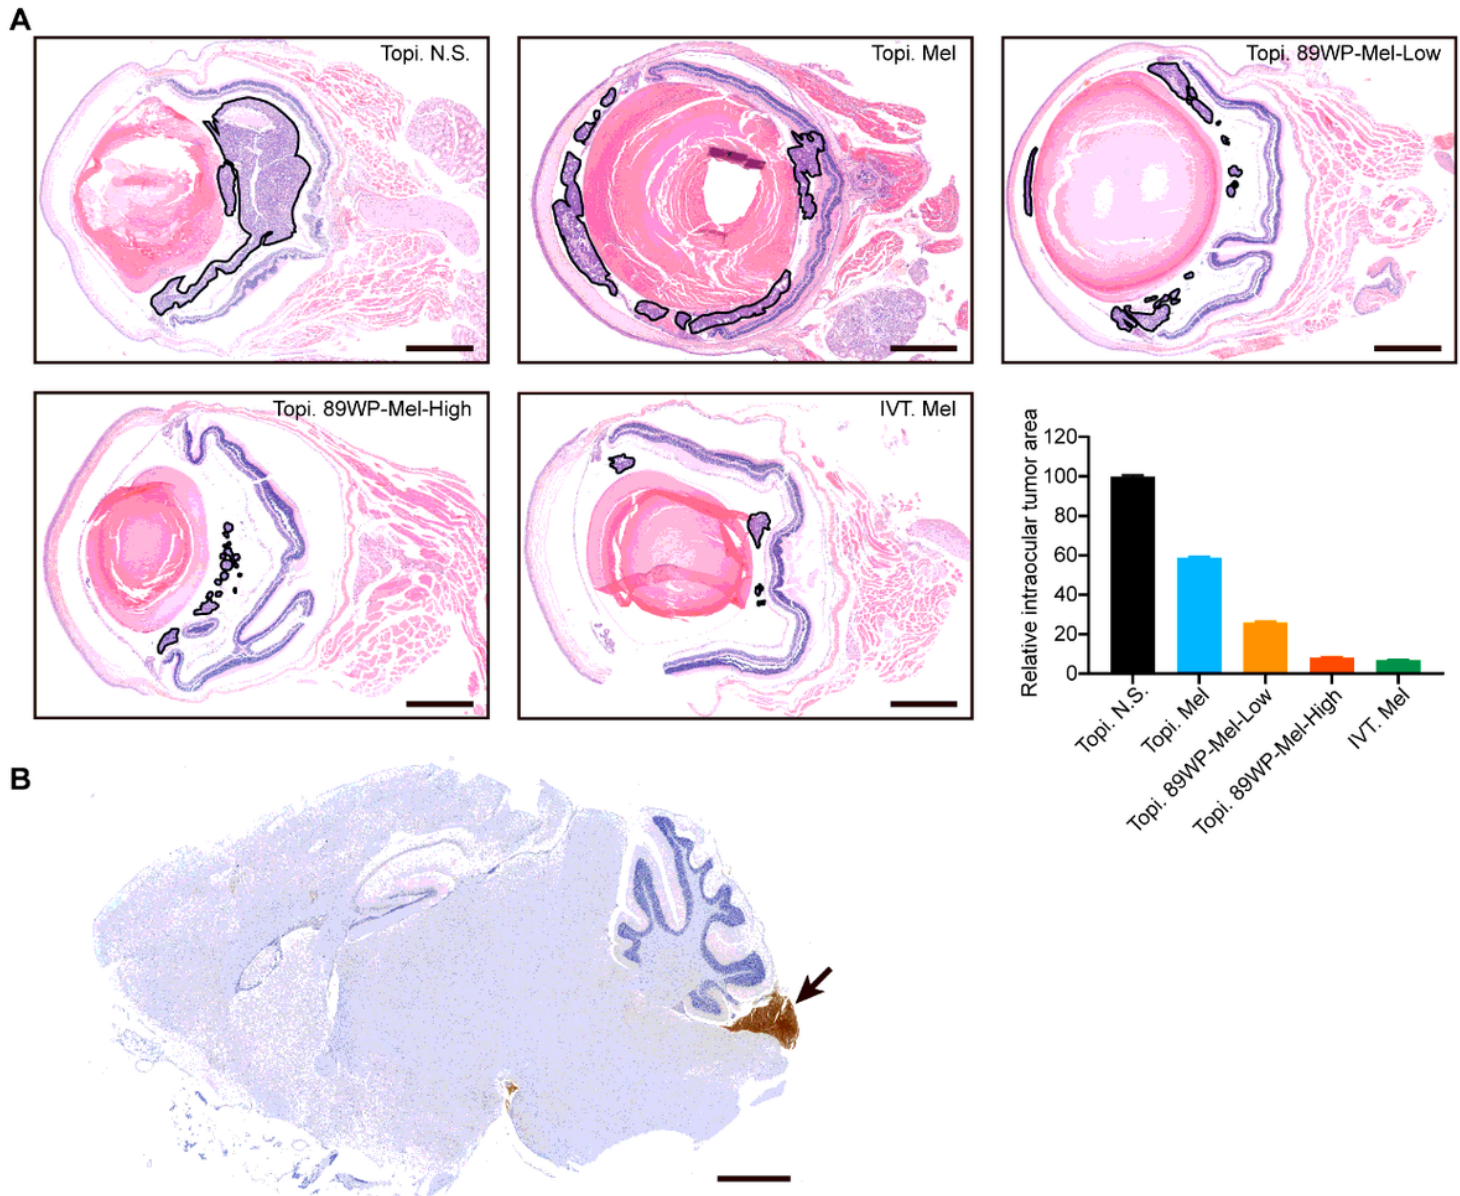 A
Topi. N.S.
Topi. Mel
Topi. 89WP-Mel-Low
Topi. 89WP-Mel-High
IVT. Mel
Relative intraocular tumor area
120
100
80
60
40
20
0
Topi. N.S.
Topi. Mel
Topi. 89WP-Mel-Low
Topi. 89WP-Mel-High
IVT. Mel
B